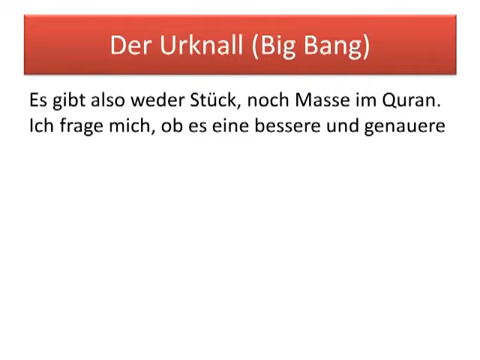 Der Urknall (Big Bang)
Es gibt also weder Stück, noch Masse im Quran.
Ich frage mich, ob es eine bessere und genauere